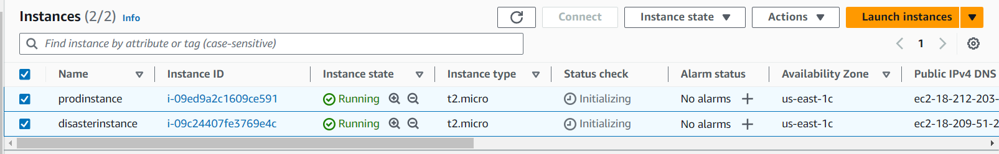 Instances (2/2) Info Connect Instance state Actions Launch instances
Find instance by attribute or tag (case-sensitive) 1
Name Instance ID Instance state Instance type Status check Alarm status Availability Zone Public IPv4 DNS
prodinstance i-09ed9a2c1609ce591 Running t2.micro Initializing No alarms us-east-1c ec2-18-212-203-
disasterinstance i-09c24407fe3769e4c Running t2.micro Initializing No alarms us-east-1c ec2-18-209-51-2